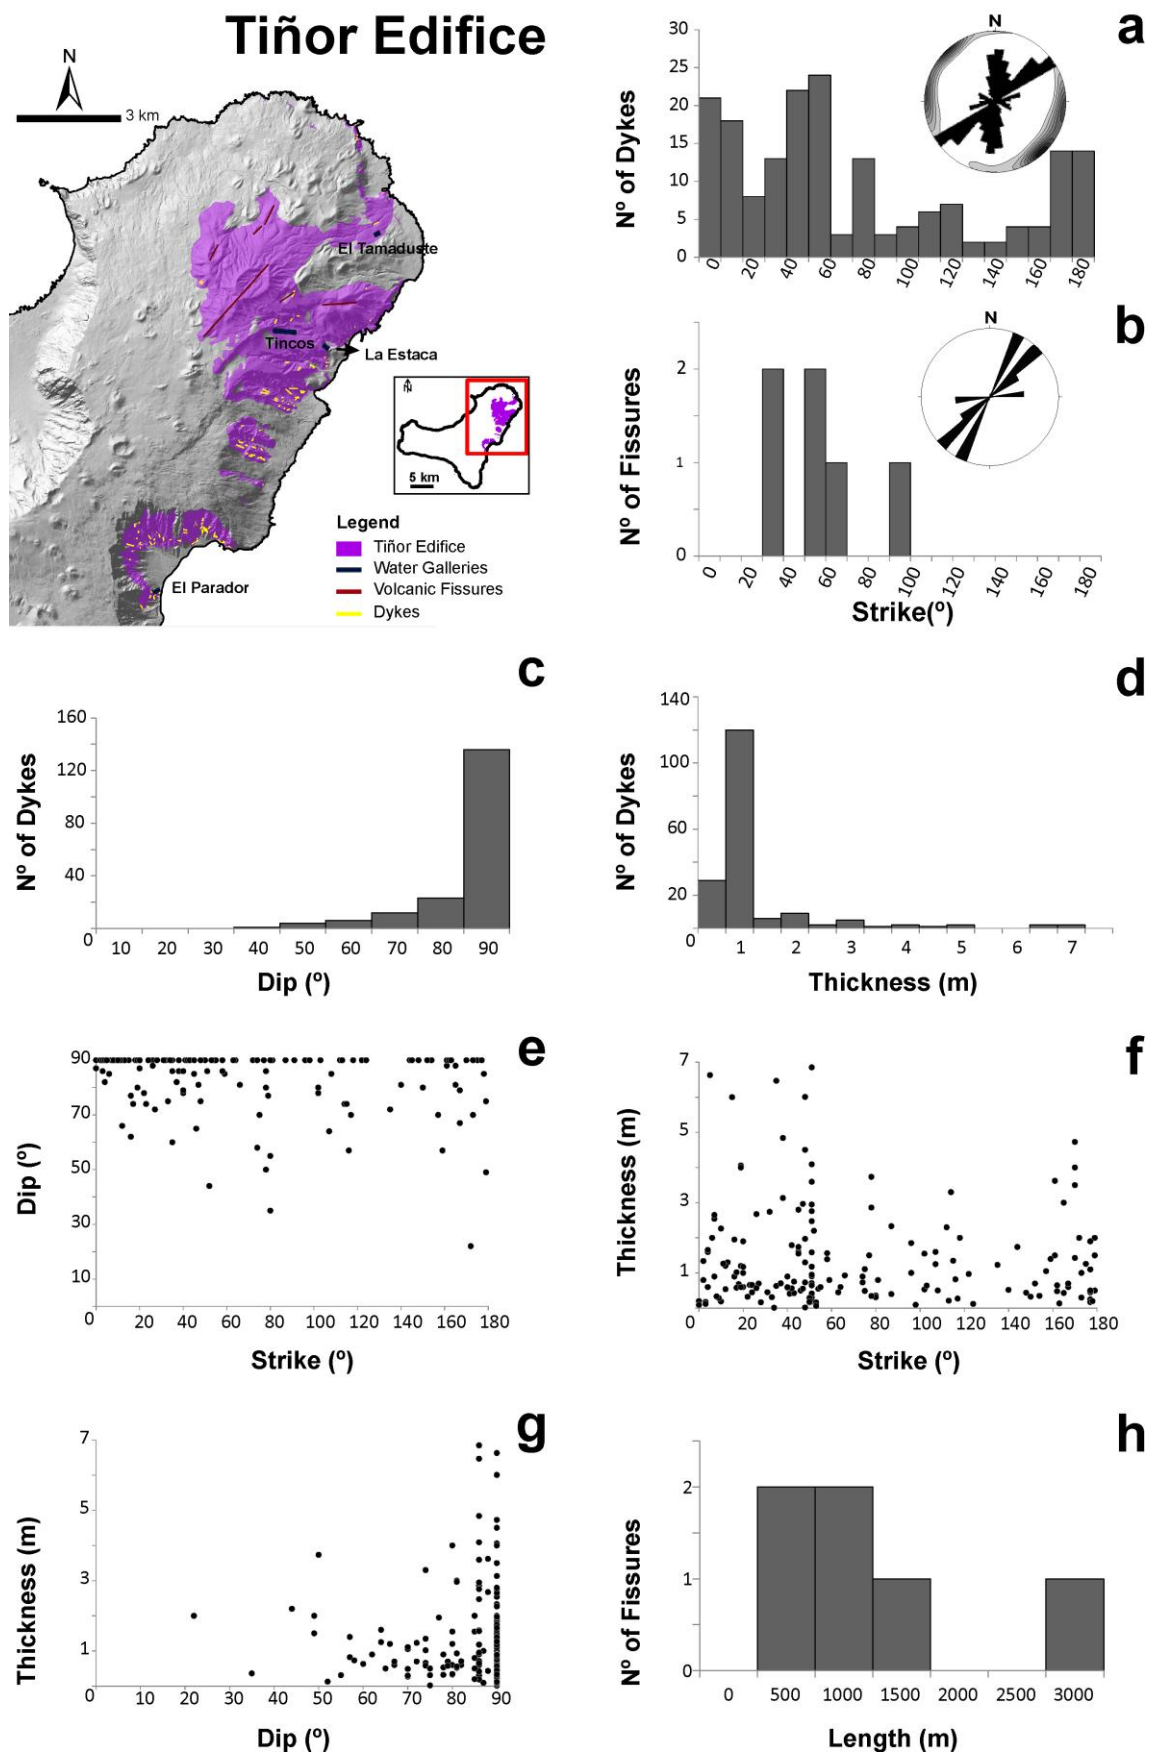 Tiñor Edifice
N
3 km
El Tamaduste
Tincos
La Estaca
N
5 km
Legend
Tiñor Edifice
Water Galleries
Volcanic Fissures
Dykes
El Parador
a
N
Nº of Dykes
30
25
20
15
10
5
0
0 20 40 60 80 100 120 140 160 180
b
N
Nº of Fissures
2
1
0
0 20 40 60 80 100 120 140 160 180
Strike(º)
c
Nº of Dykes
160
120
80
40
0
10 20 30 40 50 60 70 80 90
Dip (º)
d
Nº of Dykes
140
100
60
20
0
1 2 3 4 5 6 7
Thickness (m)
e
Dip (º)
90
70
50
30
10
0 20 40 60 80 100 120 140 160 180
Strike (º)
f
Thickness (m)
7
5
3
1
0 20 40 60 80 100 120 140 160 180
Strike (º)
g
Thickness (m)
7
5
3
1
0 10 20 30 40 50 60 70 80 90
Dip (º)
h
Nº of Fissures
2
1
0
0 500 1000 1500 2000 2500 3000
Length (m)